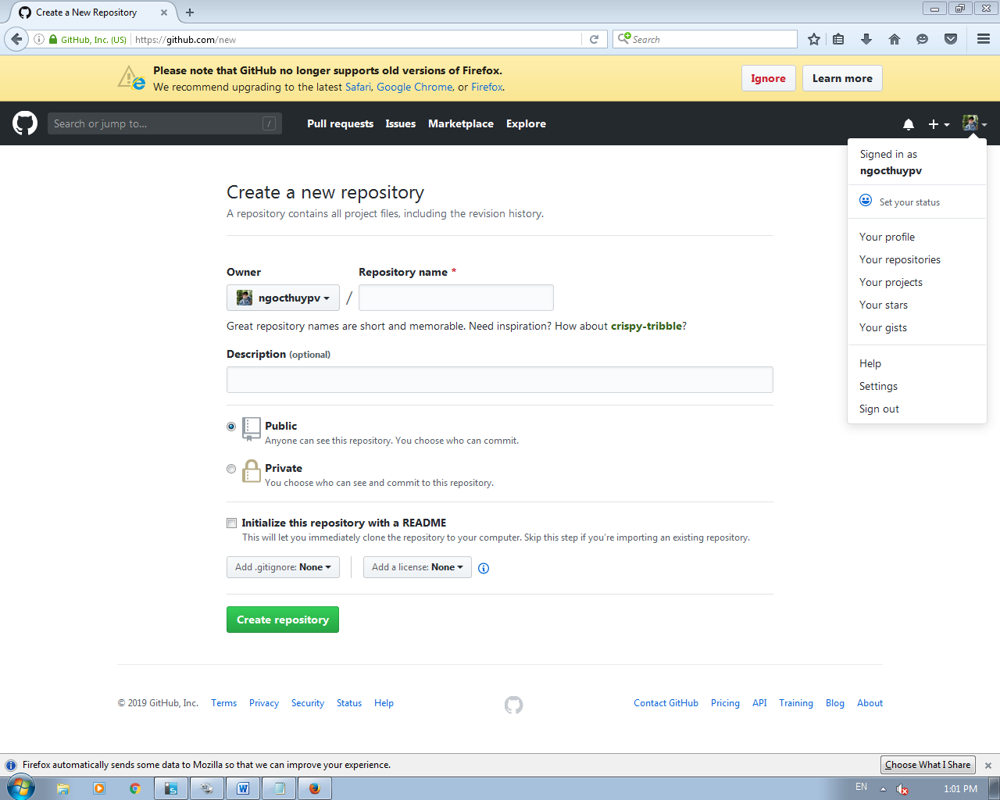 Create a New Repository
GitHub, Inc. (US)
https://github.com/new
Search
Please note that GitHub no longer supports old versions of Firefox.
We recommend upgrading to the latest Safari, Google Chrome, or Firefox.
Ignore
Learn more
Search or jump to...
/
Pull requests
Issues
Marketplace
Explore
Signed in as
ngocthuypv
Set your status
Your profile
Your repositories
Your projects
Your stars
Your gists
Help
Settings
Sign out
Create a new repository
A repository contains all project files, including the revision history.
Owner
Repository name *
ngocthuypv
/
Great repository names are short and memorable. Need inspiration? How about crispy-tribble?
Description (optional)
Public
Anyone can see this repository. You choose who can commit.
Private
You choose who can see and commit to this repository.
Initialize this repository with a README
This will let you immediately clone the repository to your computer. Skip this step if you're importing an existing repository.
Add .gitignore: None
Add a license: None
Create repository
© 2019 GitHub, Inc.
Terms
Privacy
Security
Status
Help
Contact GitHub
Pricing
API
Training
Blog
About
Firefox automatically sends some data to Mozilla so that we can improve your experience.
Choose What I Share
EN
1:01 PM